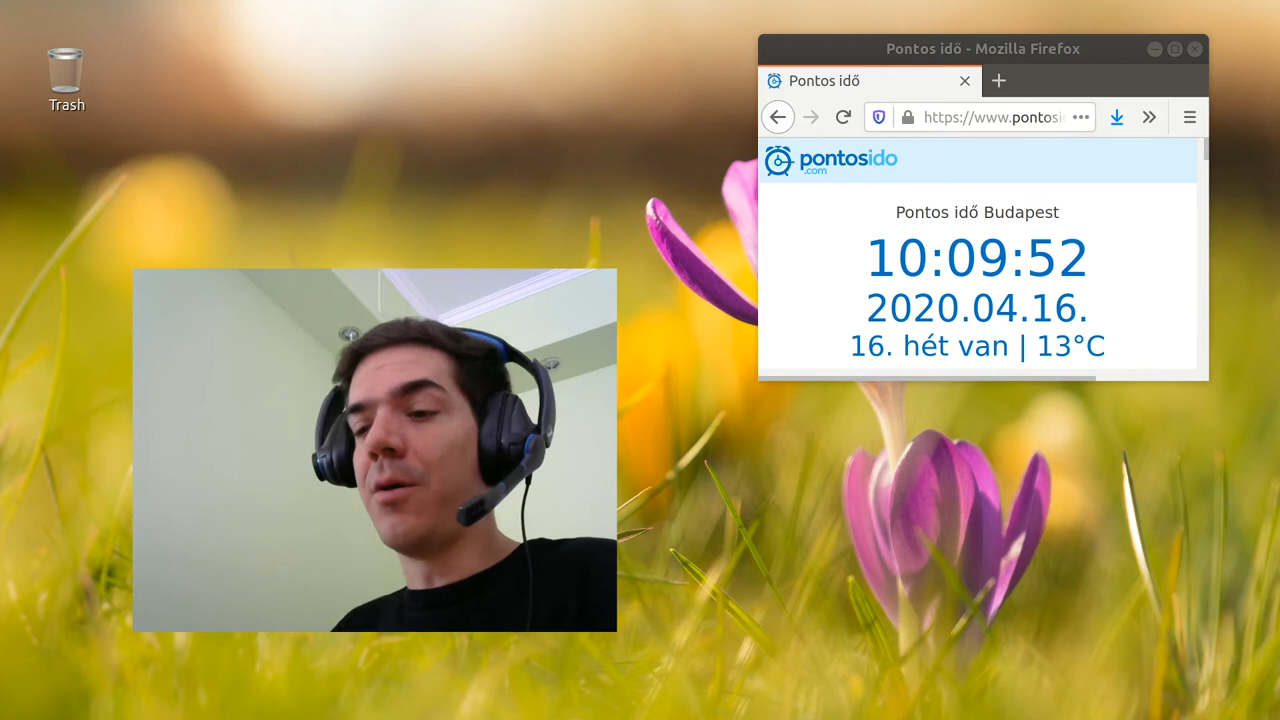 Trash
Pontos idő - Mozilla Firefox
Pontos idő
https://www.pontosi
pontosido
.com
Pontos idő Budapest
10:09:52
2020.04.16.
16. hét van | 13°C